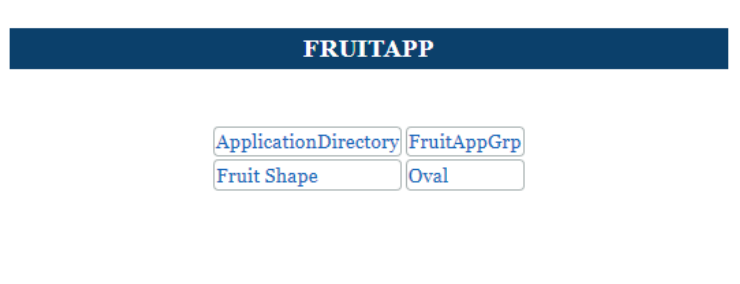 FRUITAPP
ApplicationDirectory FruitAppGrp
Fruit Shape Oval